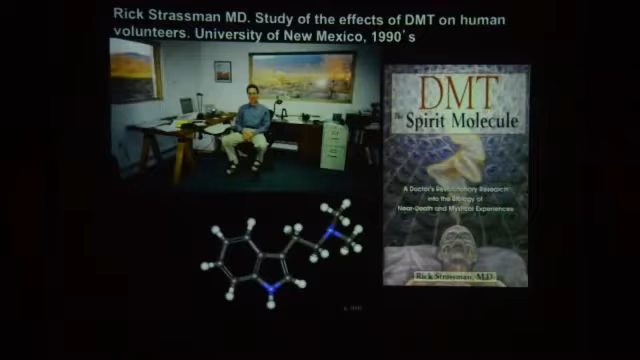 Rick Strassman MD. Study of the effects of DMT on human
volunteers. University of New Mexico, 1990's
DMT
The
Spirit Molecule
A Doctor's Revolutionary Research
into the Biology of
Near-Death and Mystical Experiences
Rick Strassman, M.D.